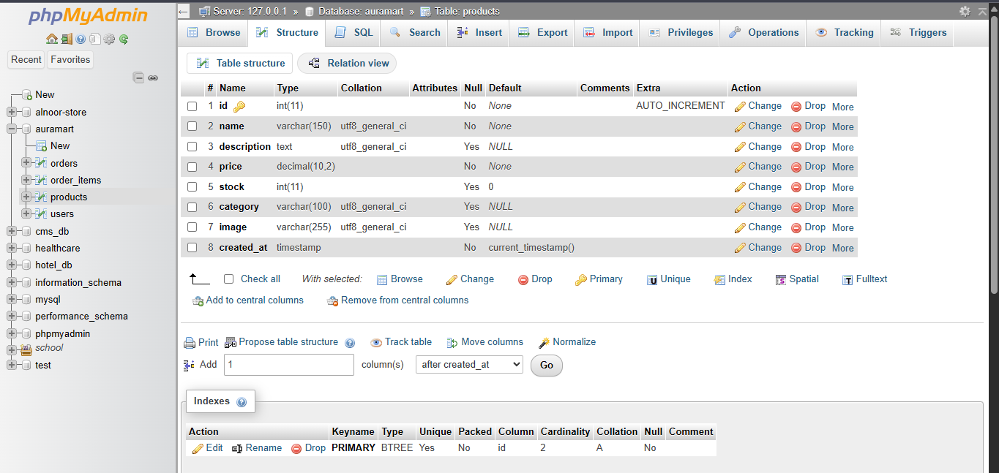 phpMyAdmin
Recent Favorites
New
alnoor-store
auramart
New
orders
order_items
products
users
cms_db
healthcare
hotel_db
information_schema
mysql
performance_schema
phpmyadmin
school
test
Server: 127.0.0.1 » Database: auramart » Table: products
Browse Structure SQL Search Insert Export Import Privileges Operations Tracking Triggers
Table structure Relation view
# Name Type Collation Attributes Null Default Comments Extra Action
1 id int(11) No None AUTO_INCREMENT Change Drop More
2 name varchar(150) utf8_general_ci No None Change Drop More
3 description text utf8_general_ci Yes NULL Change Drop More
4 price decimal(10,2) No None Change Drop More
5 stock int(11) Yes 0 Change Drop More
6 category varchar(100) utf8_general_ci Yes NULL Change Drop More
7 image varchar(255) utf8_general_ci Yes NULL Change Drop More
8 created_at timestamp No current_timestamp() Change Drop More
Check all With selected: Browse Change Drop Primary Unique Index Spatial Fulltext
Add to central columns Remove from central columns
Print Propose table structure Track table Move columns Normalize
Add 1 column(s) after created_at Go
Indexes
Action Keyname Type Unique Packed Column Cardinality Collation Null Comment
Edit Rename Drop PRIMARY BTREE Yes No id 2 A No